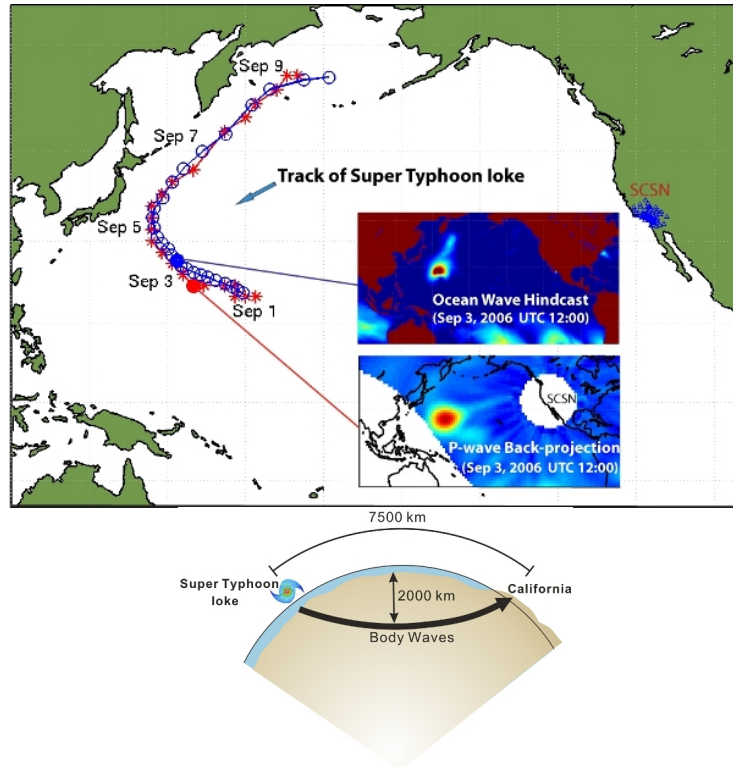 Sep 9
Sep 7
Track of Super Typhoon Ioke
SCSN
Sep 5
Sep 3
Sep 1
Ocean Wave Hindcast
(Sep 3, 2006 UTC 12:00)
SCSN
P-wave Back-projection
(Sep 3, 2006 UTC 12:00)
7500 km
Super Typhoon
Ioke
California
2000 km
Body Waves